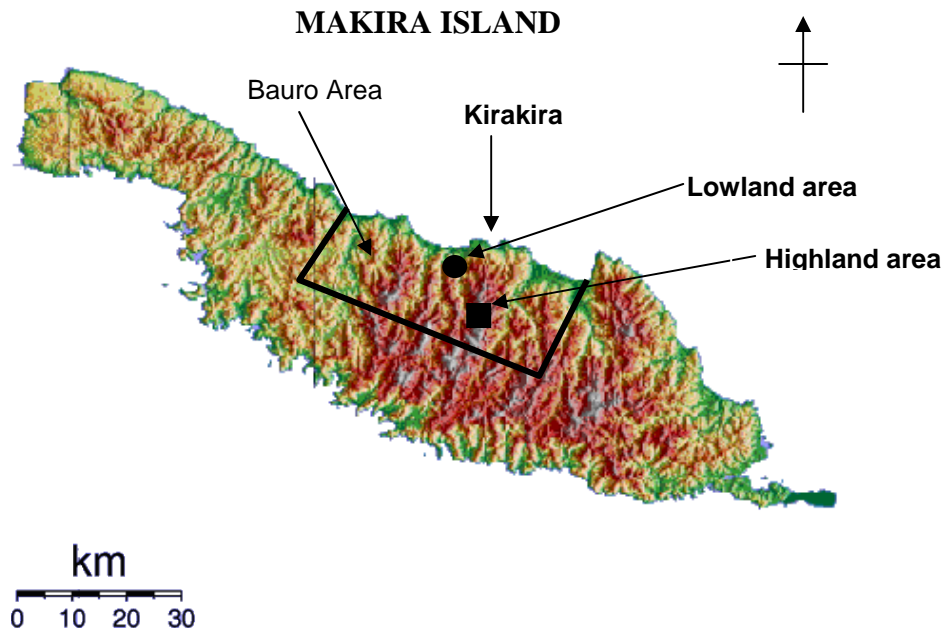 MAKIRA ISLAND
Bauro Area
Kirakira
Lowland area
Highland area
km
0 10 20 30